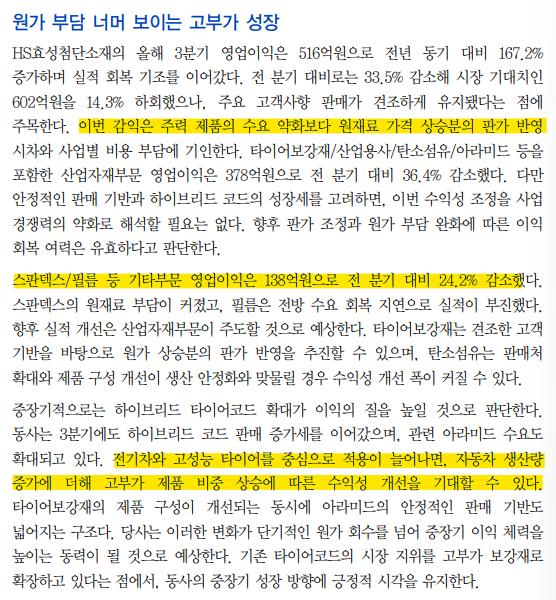 원가 부담 너머 보이는 고부가 성장
HS효성첨단소재의 올해 3분기 영업이익은 516억원으로 전년 동기 대비 167.2%
증가하며 실적 회복 기조를 이어갔다. 전 분기 대비로는 33.5% 감소해 시장 기대치인
602억원을 14.3% 하회했으나, 주요 고객사향 판매가 견조하게 유지됐다는 점에
주목한다. 이번 감익은 주력 제품의 수요 약화보다 원재료 가격 상승분의 판가 반영
시차와 사업별 비용 부담에 기인한다. 타이어보강재/산업용사/탄소섬유/아라미드 등을
포함한 산업자재부문 영업이익은 378억원으로 전 분기 대비 36.4% 감소했다. 다만
안정적인 판매 기반과 하이브리드 코드의 성장세를 고려하면, 이번 수익성 조정을 사업
경쟁력의 약화로 해석할 필요는 없다. 향후 판가 조정과 원가 부담 완화에 따른 이익
회복 여력은 유효하다고 판단한다.
스판덱스/필름 등 기타부문 영업이익은 138억원으로 전 분기 대비 24.2% 감소했다.
스판덱스의 원재료 부담이 커졌고, 필름은 전방 수요 회복 지연으로 실적이 부진했다.
향후 실적 개선은 산업자재부문이 주도할 것으로 예상한다. 타이어보강재는 견조한 고객
기반을 바탕으로 원가 상승분의 판가 반영을 추진할 수 있으며, 탄소섬유는 판매처
확대와 제품 구성 개선이 생산 안정화와 맞물릴 경우 수익성 개선 폭이 커질 수 있다.
중장기적으로는 하이브리드 타이어코드 확대가 이익의 질을 높일 것으로 판단한다.
동사는 3분기에도 하이브리드 코드 판매 증가세를 이어갔으며, 관련 아라미드 수요도
확대되고 있다. 전기차와 고성능 타이어를 중심으로 적용이 늘어나면, 자동차 생산량
증가에 더해 고부가 제품 비중 상승에 따른 수익성 개선을 기대할 수 있다.
타이어보강재의 제품 구성이 개선되는 동시에 아라미드의 안정적인 판매 기반도
넓어지는 구조다. 당사는 이러한 변화가 단기적인 원가 회수를 넘어 중장기 이익 체력을
높이는 동력이 될 것으로 예상한다. 기존 타이어코드의 시장 지위를 고부가 보강재로
확장하고 있다는 점에서, 동사의 중장기 성장 방향에 긍정적 시각을 유지한다.